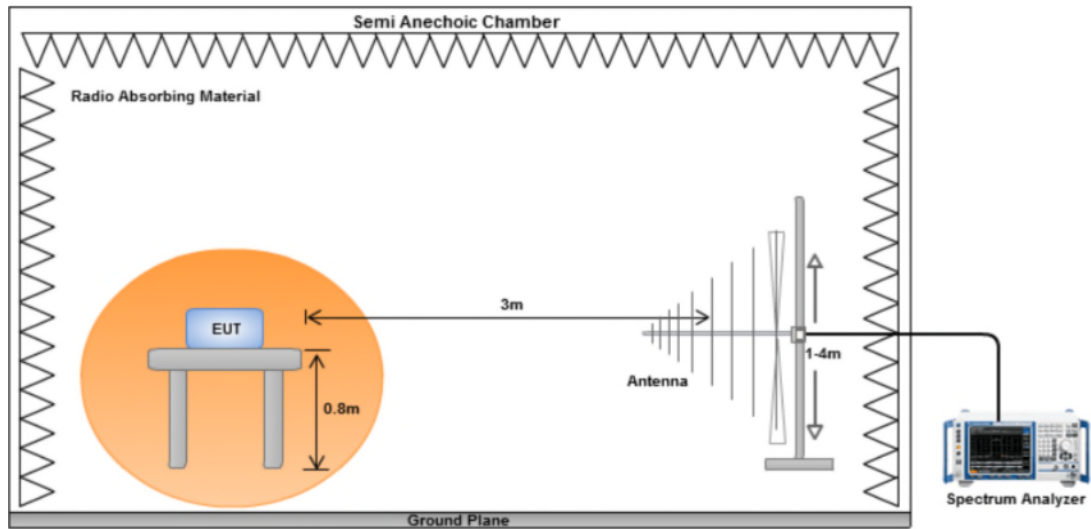 Semi Anechoic Chamber
Radio Absorbing Material
3m
EUT
1-4m
Antenna
0.8m
Spectrum Analyzer
Ground Plane